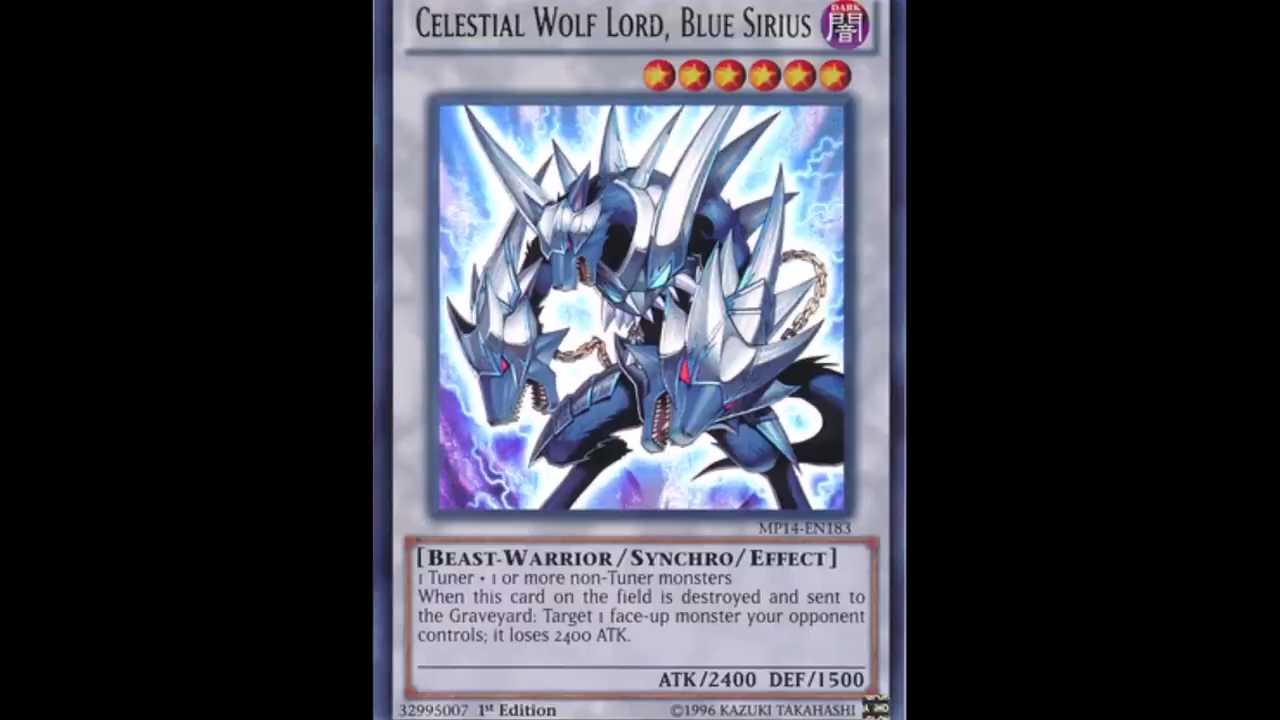 Celestial Wolf Lord, Blue Sirius
DARK
闇
MP14-EN183
[Beast-Warrior/Synchro/Effect]
1 Tuner + 1 or more non-Tuner monsters
When this card on the field is destroyed and sent to
the Graveyard: Target 1 face-up monster your opponent
controls; it loses 2400 ATK.
ATK/2400 DEF/1500
32995007 1st Edition ©1996 KAZUKI TAKAHASHI